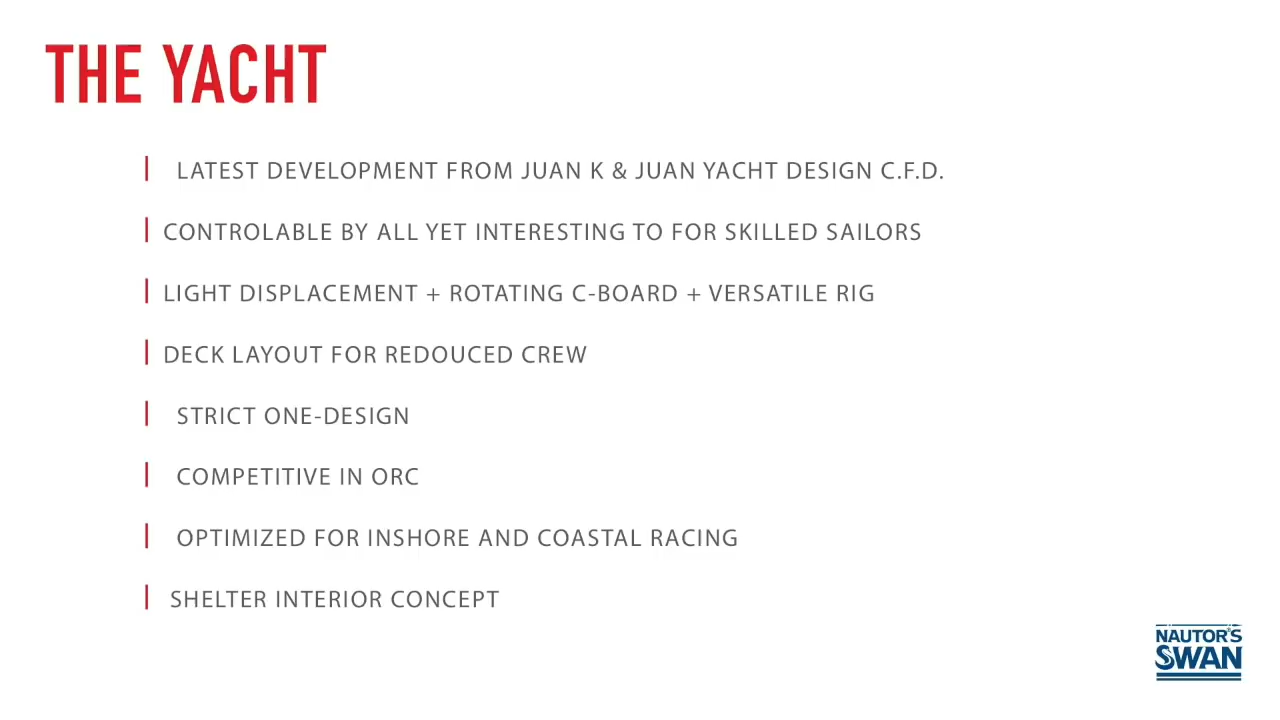 THE YACHT
LATEST DEVELOPMENT FROM JUAN K & JUAN YACHT DESIGN C.F.D.
CONTROLABLE BY ALL YET INTERESTING TO FOR SKILLED SAILORS
LIGHT DISPLACEMENT + ROTATING C-BOARD + VERSATILE RIG
DECK LAYOUT FOR REDOUCED CREW
STRICT ONE-DESIGN
COMPETITIVE IN ORC
OPTIMIZED FOR INSHORE AND COASTAL RACING
SHELTER INTERIOR CONCEPT
NAUTOR'S
SWAN